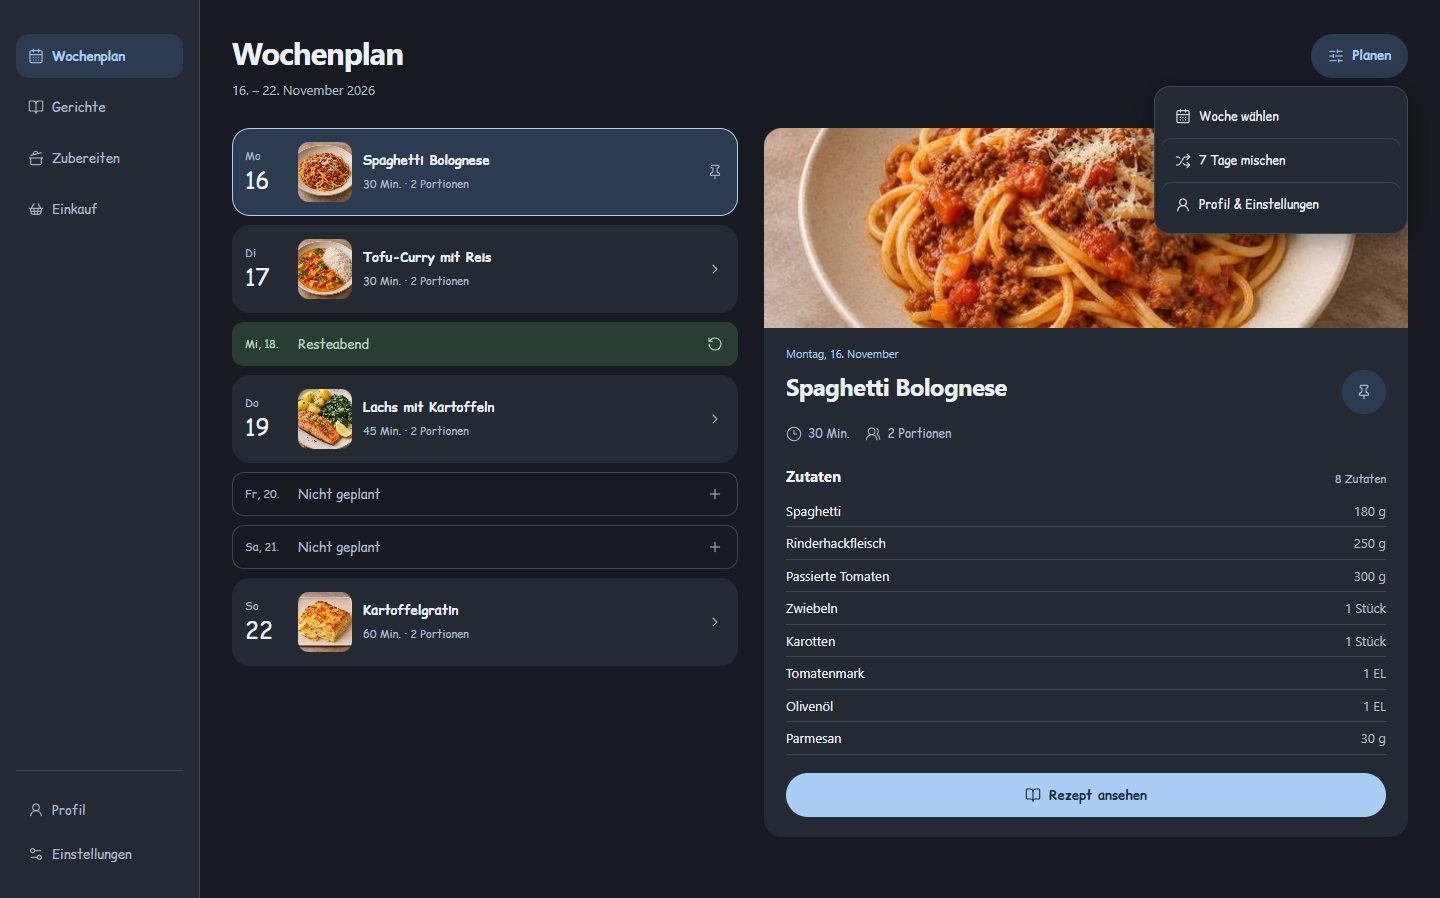 Wochenplan
Gerichte
Zubereiten
Einkauf
Profil
Einstellungen
Wochenplan
16. – 22. November 2026
Planen
Woche wählen
7 Tage mischen
Profil & Einstellungen
Mo
16
Spaghetti Bolognese
30 Min. · 2 Portionen
Di
17
Tofu-Curry mit Reis
30 Min. · 2 Portionen
Mi, 18.
Resteabend
Do
19
Lachs mit Kartoffeln
45 Min. · 2 Portionen
Fr, 20.
Nicht geplant
Sa, 21.
Nicht geplant
So
22
Kartoffelgratin
60 Min. · 2 Portionen
Montag, 16. November
Spaghetti Bolognese
30 Min. 2 Portionen
Zutaten 8 Zutaten
Spaghetti 180 g
Rinderhackfleisch 250 g
Passierte Tomaten 300 g
Zwiebeln 1 Stück
Karotten 1 Stück
Tomatenmark 1 EL
Olivenöl 1 EL
Parmesan 30 g
Rezept ansehen